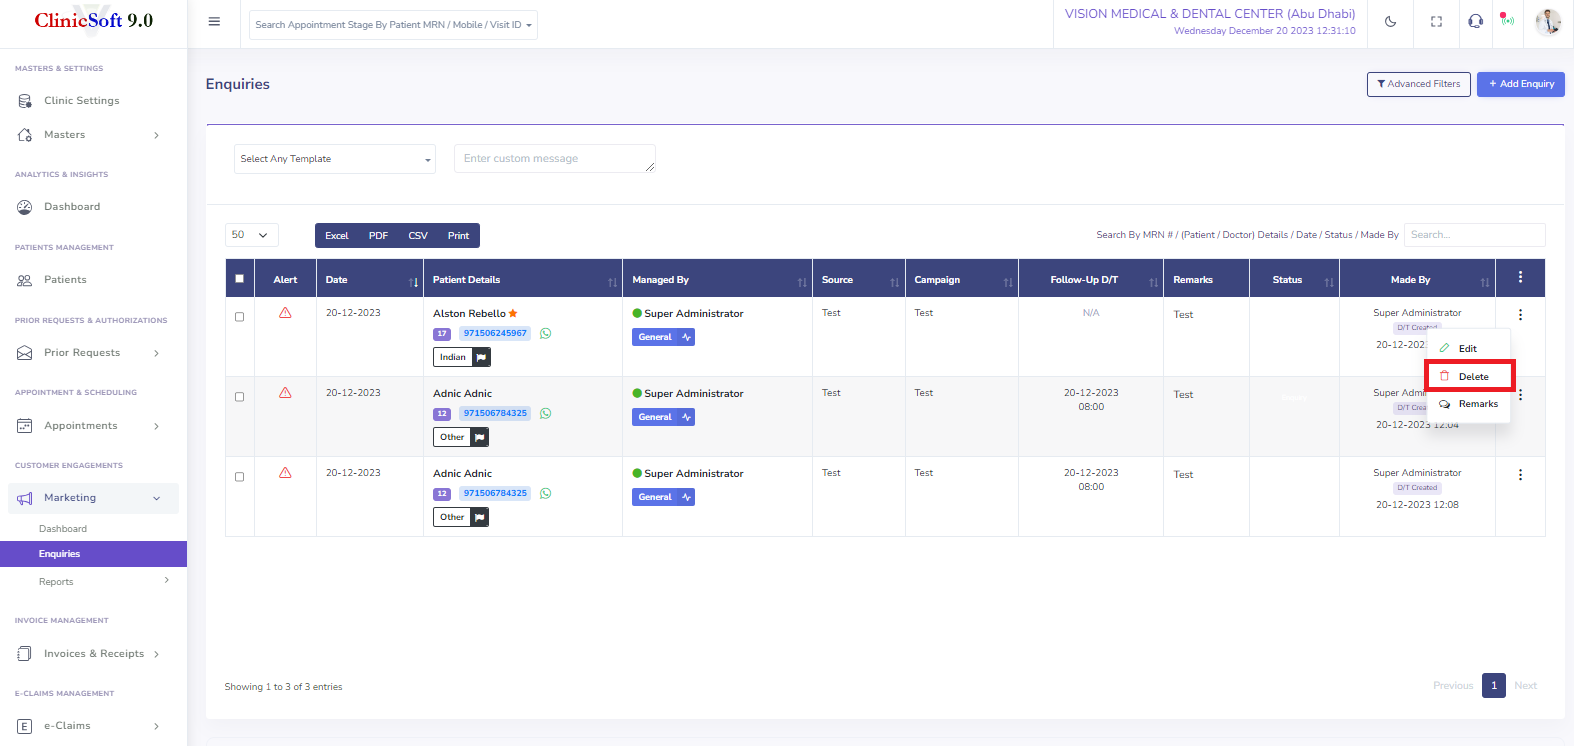 ClinicSoft 9.0
Search Appointment Stage By Patient MRN / Mobile / Visit ID
VISION MEDICAL & DENTAL CENTER (Abu Dhabi)
Wednesday December 20 2023 12:31:10
MASTERS & SETTINGS
Clinic Settings
Masters
ANALYTICS & INSIGHTS
Dashboard
PATIENTS MANAGEMENT
Patients
PRIOR REQUESTS & AUTHORIZATIONS
Prior Requests
APPOINTMENT & SCHEDULING
Appointments
CUSTOMER ENGAGEMENTS
Marketing
Dashboard
Enquiries
Reports
INVOICE MANAGEMENT
Invoices & Receipts
E-CLAIMS MANAGEMENT
E e-Claims
Enquiries
Advanced Filters
+ Add Enquiry
Select Any Template
Enter custom message
50
Excel PDF CSV Print
Search By MRN # / (Patient / Doctor) Details / Date / Status / Made By
Search...
Alert Date Patient Details Managed By Source Campaign Follow-Up D/T Remarks Status Made By
20-12-2023 Alston Rebello Super Administrator Test Test N/A Test Super Administrator
17 971506245967 General D/T Created
Indian 20-12-202
Edit
Delete
Remarks
20-12-2023 Adnic Adnic Super Administrator Test Test 20-12-2023 Test Super Admi
12 971506784325 General 08:00 D/T Crea
Other 20-12-2023 12:04
20-12-2023 Adnic Adnic Super Administrator Test Test 20-12-2023 Test Super Administrator
12 971506784325 General 08:00 D/T Created
Other 20-12-2023 12:08
Showing 1 to 3 of 3 entries
Previous 1 Next